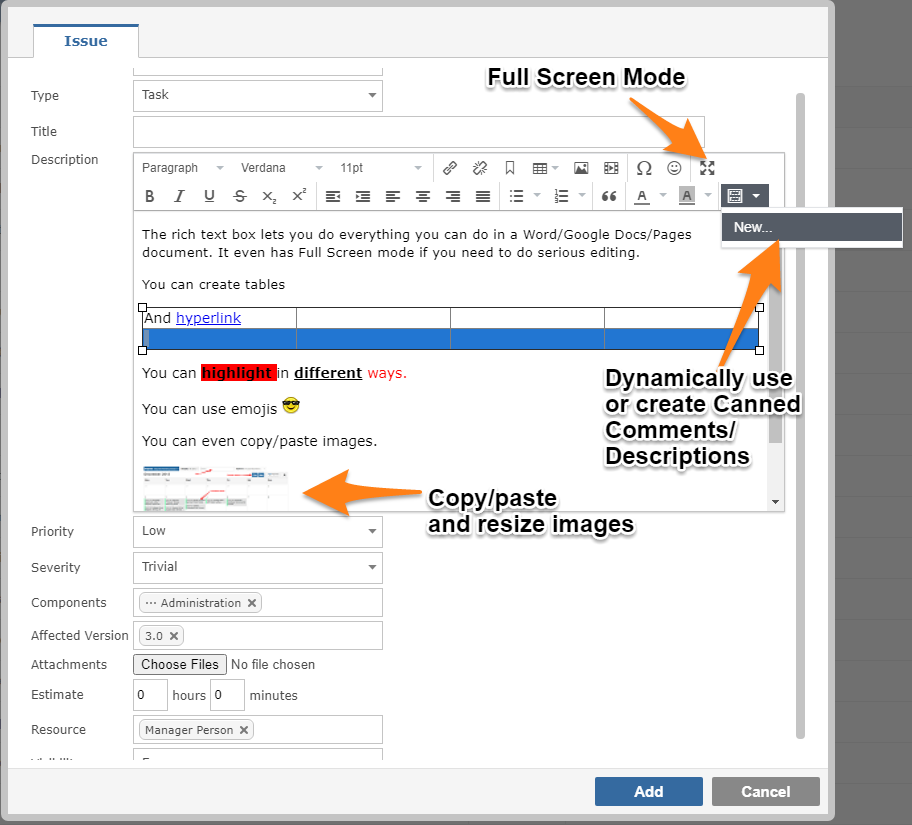 Issue
Full Screen Mode
Type
Task
Title
Description
Paragraph Verdana 11pt
B I U S X₂ X² A A
New...
The rich text box lets you do everything you can do in a Word/Google Docs/Pages
document. It even has Full Screen mode if you need to do serious editing.
You can create tables
And hyperlink
You can highlight in different ways.
Dynamically use
or create Canned
Comments/
Descriptions
You can use emojis 😎
You can even copy/paste images.
Copy/paste
and resize images
Priority
Low
Severity
Trivial
Components
··· Administration ×
Affected Version
3.0 ×
Attachments
Choose Files No file chosen
Estimate
0 hours 0 minutes
Resource
Manager Person ×
Add
Cancel